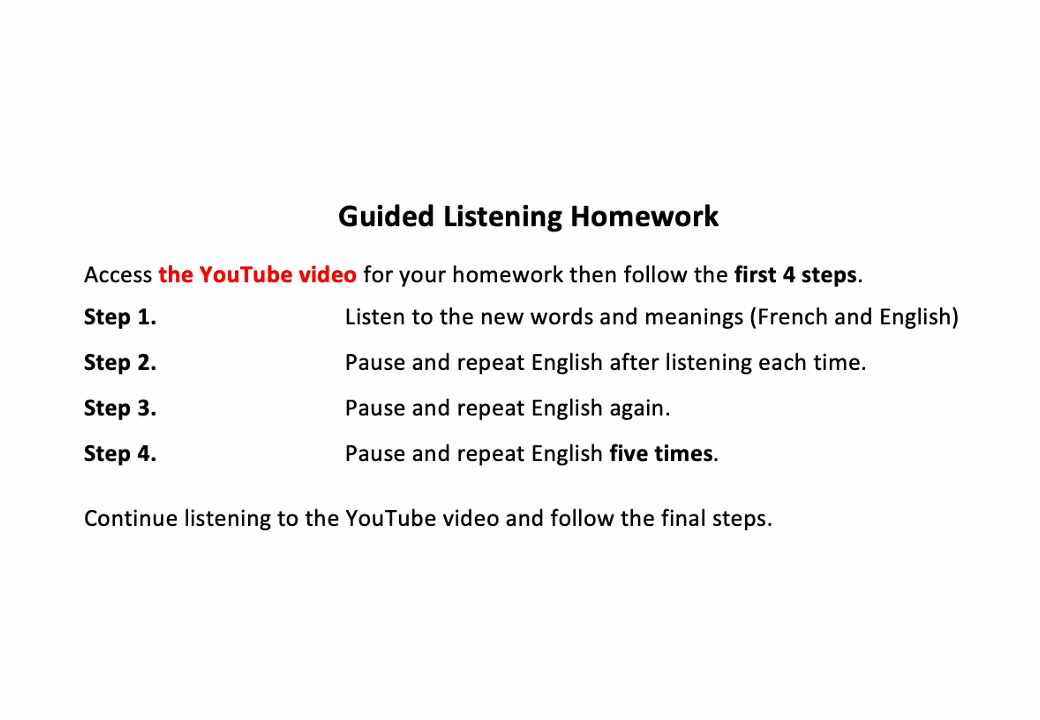 Guided Listening Homework
Access the YouTube video for your homework then follow the first 4 steps.
Step 1. Listen to the new words and meanings (French and English)
Step 2. Pause and repeat English after listening each time.
Step 3. Pause and repeat English again.
Step 4. Pause and repeat English five times.
Continue listening to the YouTube video and follow the final steps.